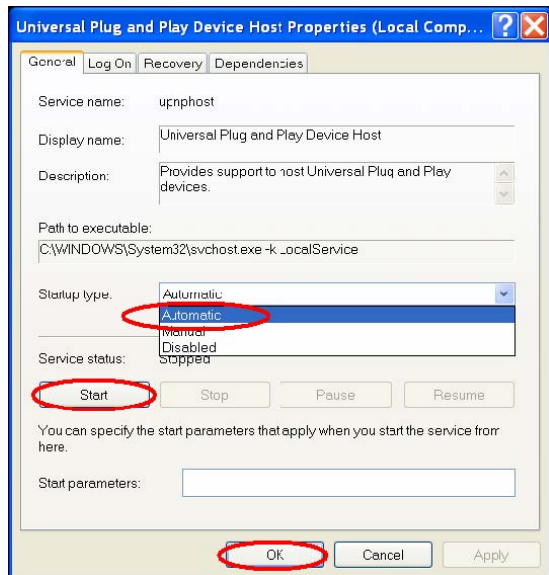 Universal Plug and Play Device Host Properties (Local Comp...
General Log On Recovery Dependencies
Service name: upnphost
Display name: Universal Plug and Play Device Host
Description: Provides support to host Universal Plug and Play
devices.
Path to executable:
C:\WINDOWS\System32\svchost.exe -k LocalService
Startup type: Automatic
Automatic
Manual
Disabled
Service status: Stopped
Start Stop Pause Resume
You can specify the start parameters that apply when you start the service from
here.
Start parameters:
OK Cancel Apply